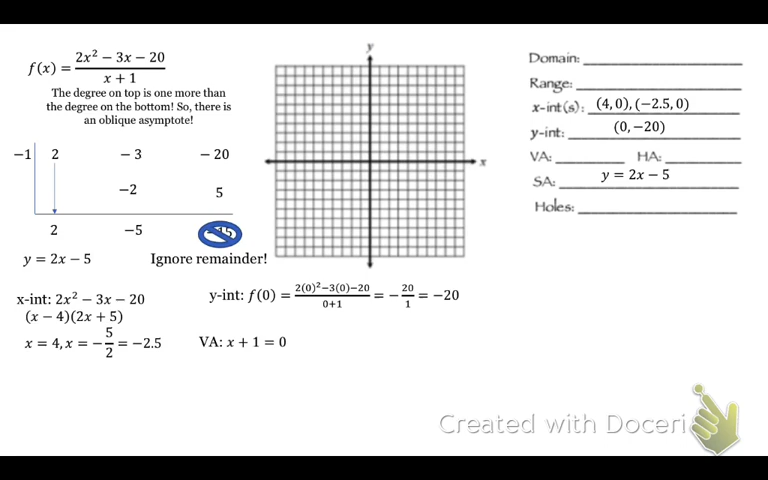 f(x) = (2x² − 3x − 20)/(x + 1)
The degree on top is one more than
the degree on the bottom! So, there is
an oblique asymptote!
−1 2 − 3 − 20
−2 5
2 −5
y = 2x − 5 Ignore remainder!
x-int: 2x² − 3x − 20
(x − 4)(2x + 5)
x = 4, x = −5/2 = −2.5
y-int: f(0) = (2(0)²−3(0)−20)/(0+1) = −20/1 = −20
VA: x + 1 = 0
y
x
Domain:
Range:
x-int(s): (4, 0), (−2.5, 0)
y-int: (0, −20)
VA: HA:
SA: y = 2x − 5
Holes:
Created with Doceri